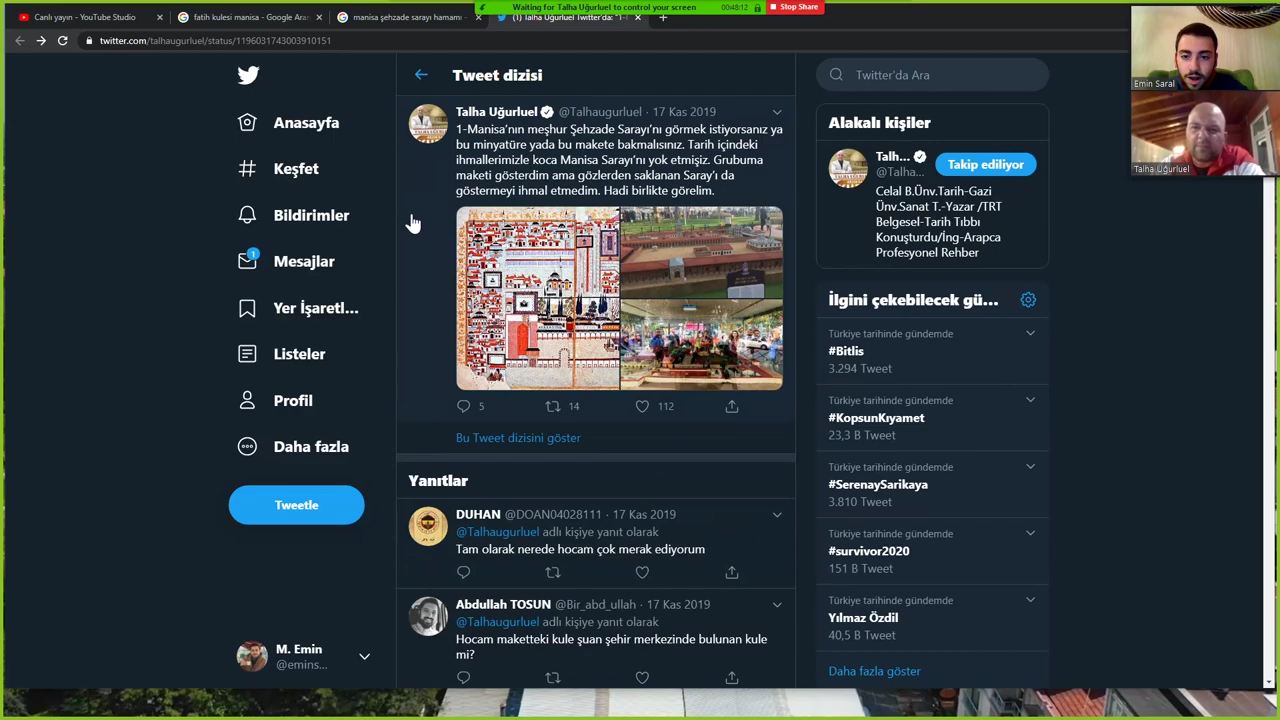 Canlı yayın - YouTube Studio
fatih kulesi manisa - Google Aran
manisa şehzade sarayı hamamı -
(1) Talha Uğurluel Twitter'da: "1-
Waiting for Talha Uğurluel to control your screen
00:48:12
Stop Share
twitter.com/talhaugurluel/status/1196031743003910151
Emin Saral
Talha Uğurluel
Anasayfa
Keşfet
Bildirimler
1
Mesajlar
Yer İşaretl...
Listeler
Profil
Daha fazla
Tweetle
M. Emin
@emins...
Tweet dizisi
Talha Uğurluel @Talhaugurluel · 17 Kas 2019
1-Manisa'nın meşhur Şehzade Sarayı'nı görmek istiyorsanız ya
bu minyatüre yada bu makete bakmalısınız. Tarih içindeki
ihmallerimizle koca Manisa Sarayı'nı yok etmişiz. Grubuma
maketi gösterdim ama gözlerden saklanan Saray'ı da
göstermeyi ihmal etmedim. Hadi birlikte görelim.
5
14
112
Bu Tweet dizisini göster
Yanıtlar
DUHAN @DOAN04028111 · 17 Kas 2019
@Talhaugurluel adlı kişiye yanıt olarak
Tam olarak nerede hocam çok merak ediyorum
Abdullah TOSUN @Bir_abd_ullah · 17 Kas 2019
@Talhaugurluel adlı kişiye yanıt olarak
Hocam maketteki kule şuan şehir merkezinde bulunan kule
mi?
Twitter'da Ara
Alakalı kişiler
Talh...
@Talha...
Takip ediliyor
Celal B.Ünv.Tarih-Gazi
Ünv.Sanat T.-Yazar /TRT
Belgesel-Tarih Tıbbı
Konuşturdu/İng-Arapca
Profesyonel Rehber
İlgini çekebilecek gü...
Türkiye tarihinde gündemde
#Bitlis
3.294 Tweet
Türkiye tarihinde gündemde
#KopsunKıyamet
23,3 B Tweet
Türkiye tarihinde gündemde
#SerenaySarikaya
3.810 Tweet
Türkiye tarihinde gündemde
#survivor2020
151 B Tweet
Türkiye tarihinde gündemde
Yılmaz Özdil
40,5 B Tweet
Daha fazla göster